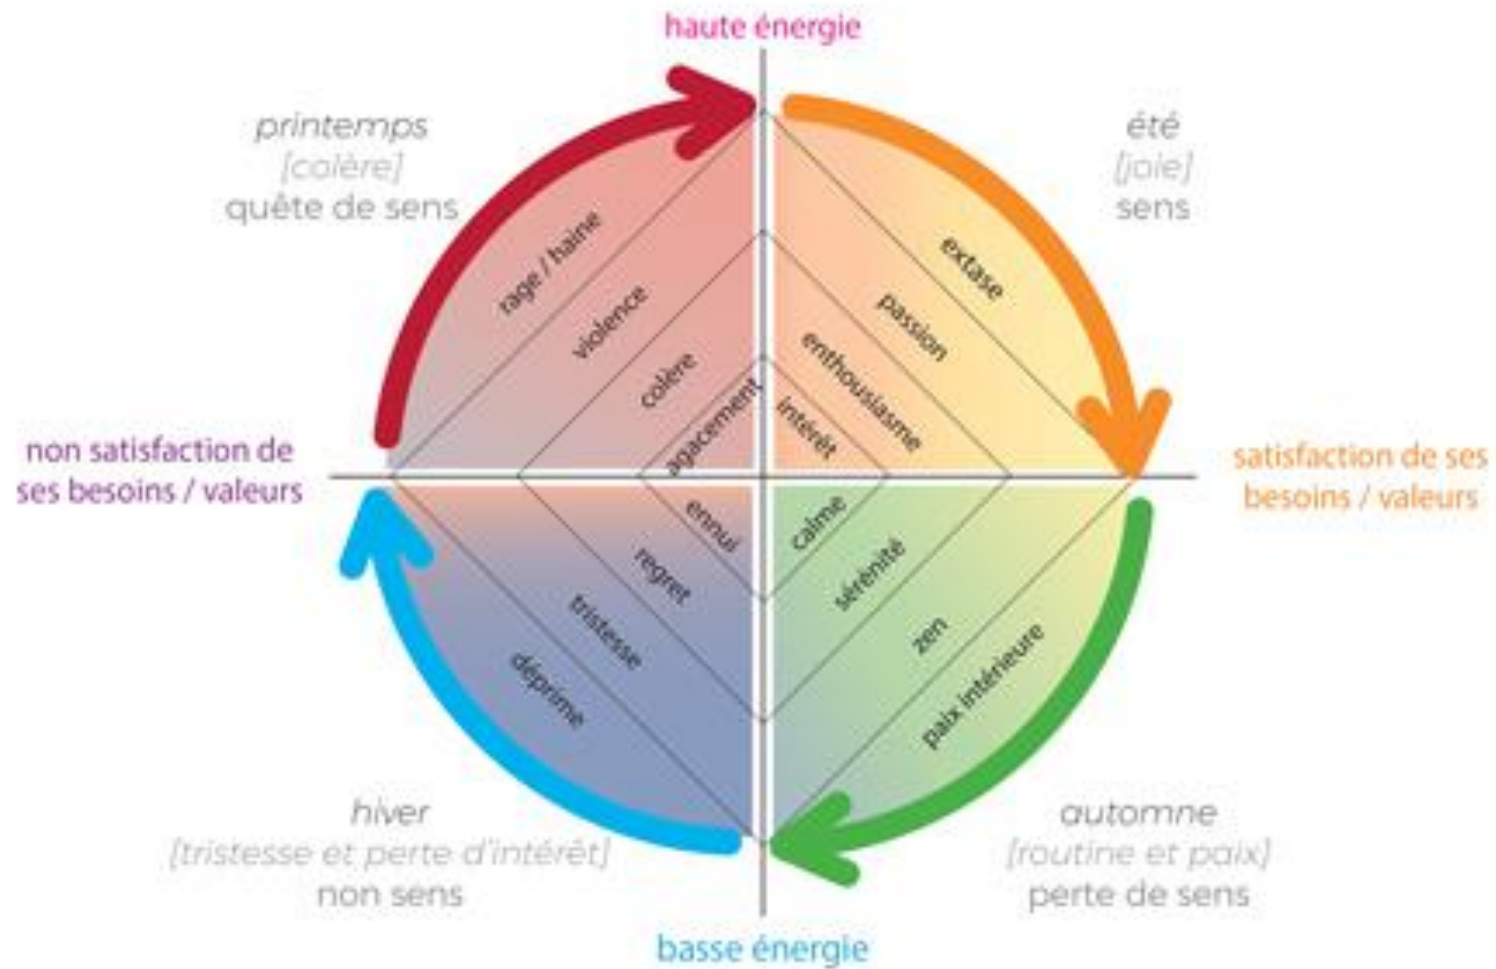 haute énergie
printemps
[colère]
quête de sens
été
[joie]
sens
rage / haine
violence
colère
agacement
extase
passion
enthousiasme
intérêt
non satisfaction de
ses besoins / valeurs
satisfaction de ses
besoins / valeurs
ennui
regret
tristesse
déprime
calme
sérénité
zen
paix intérieure
hiver
[tristesse et perte d'intérêt]
non sens
automne
[routine et paix]
perte de sens
basse énergie